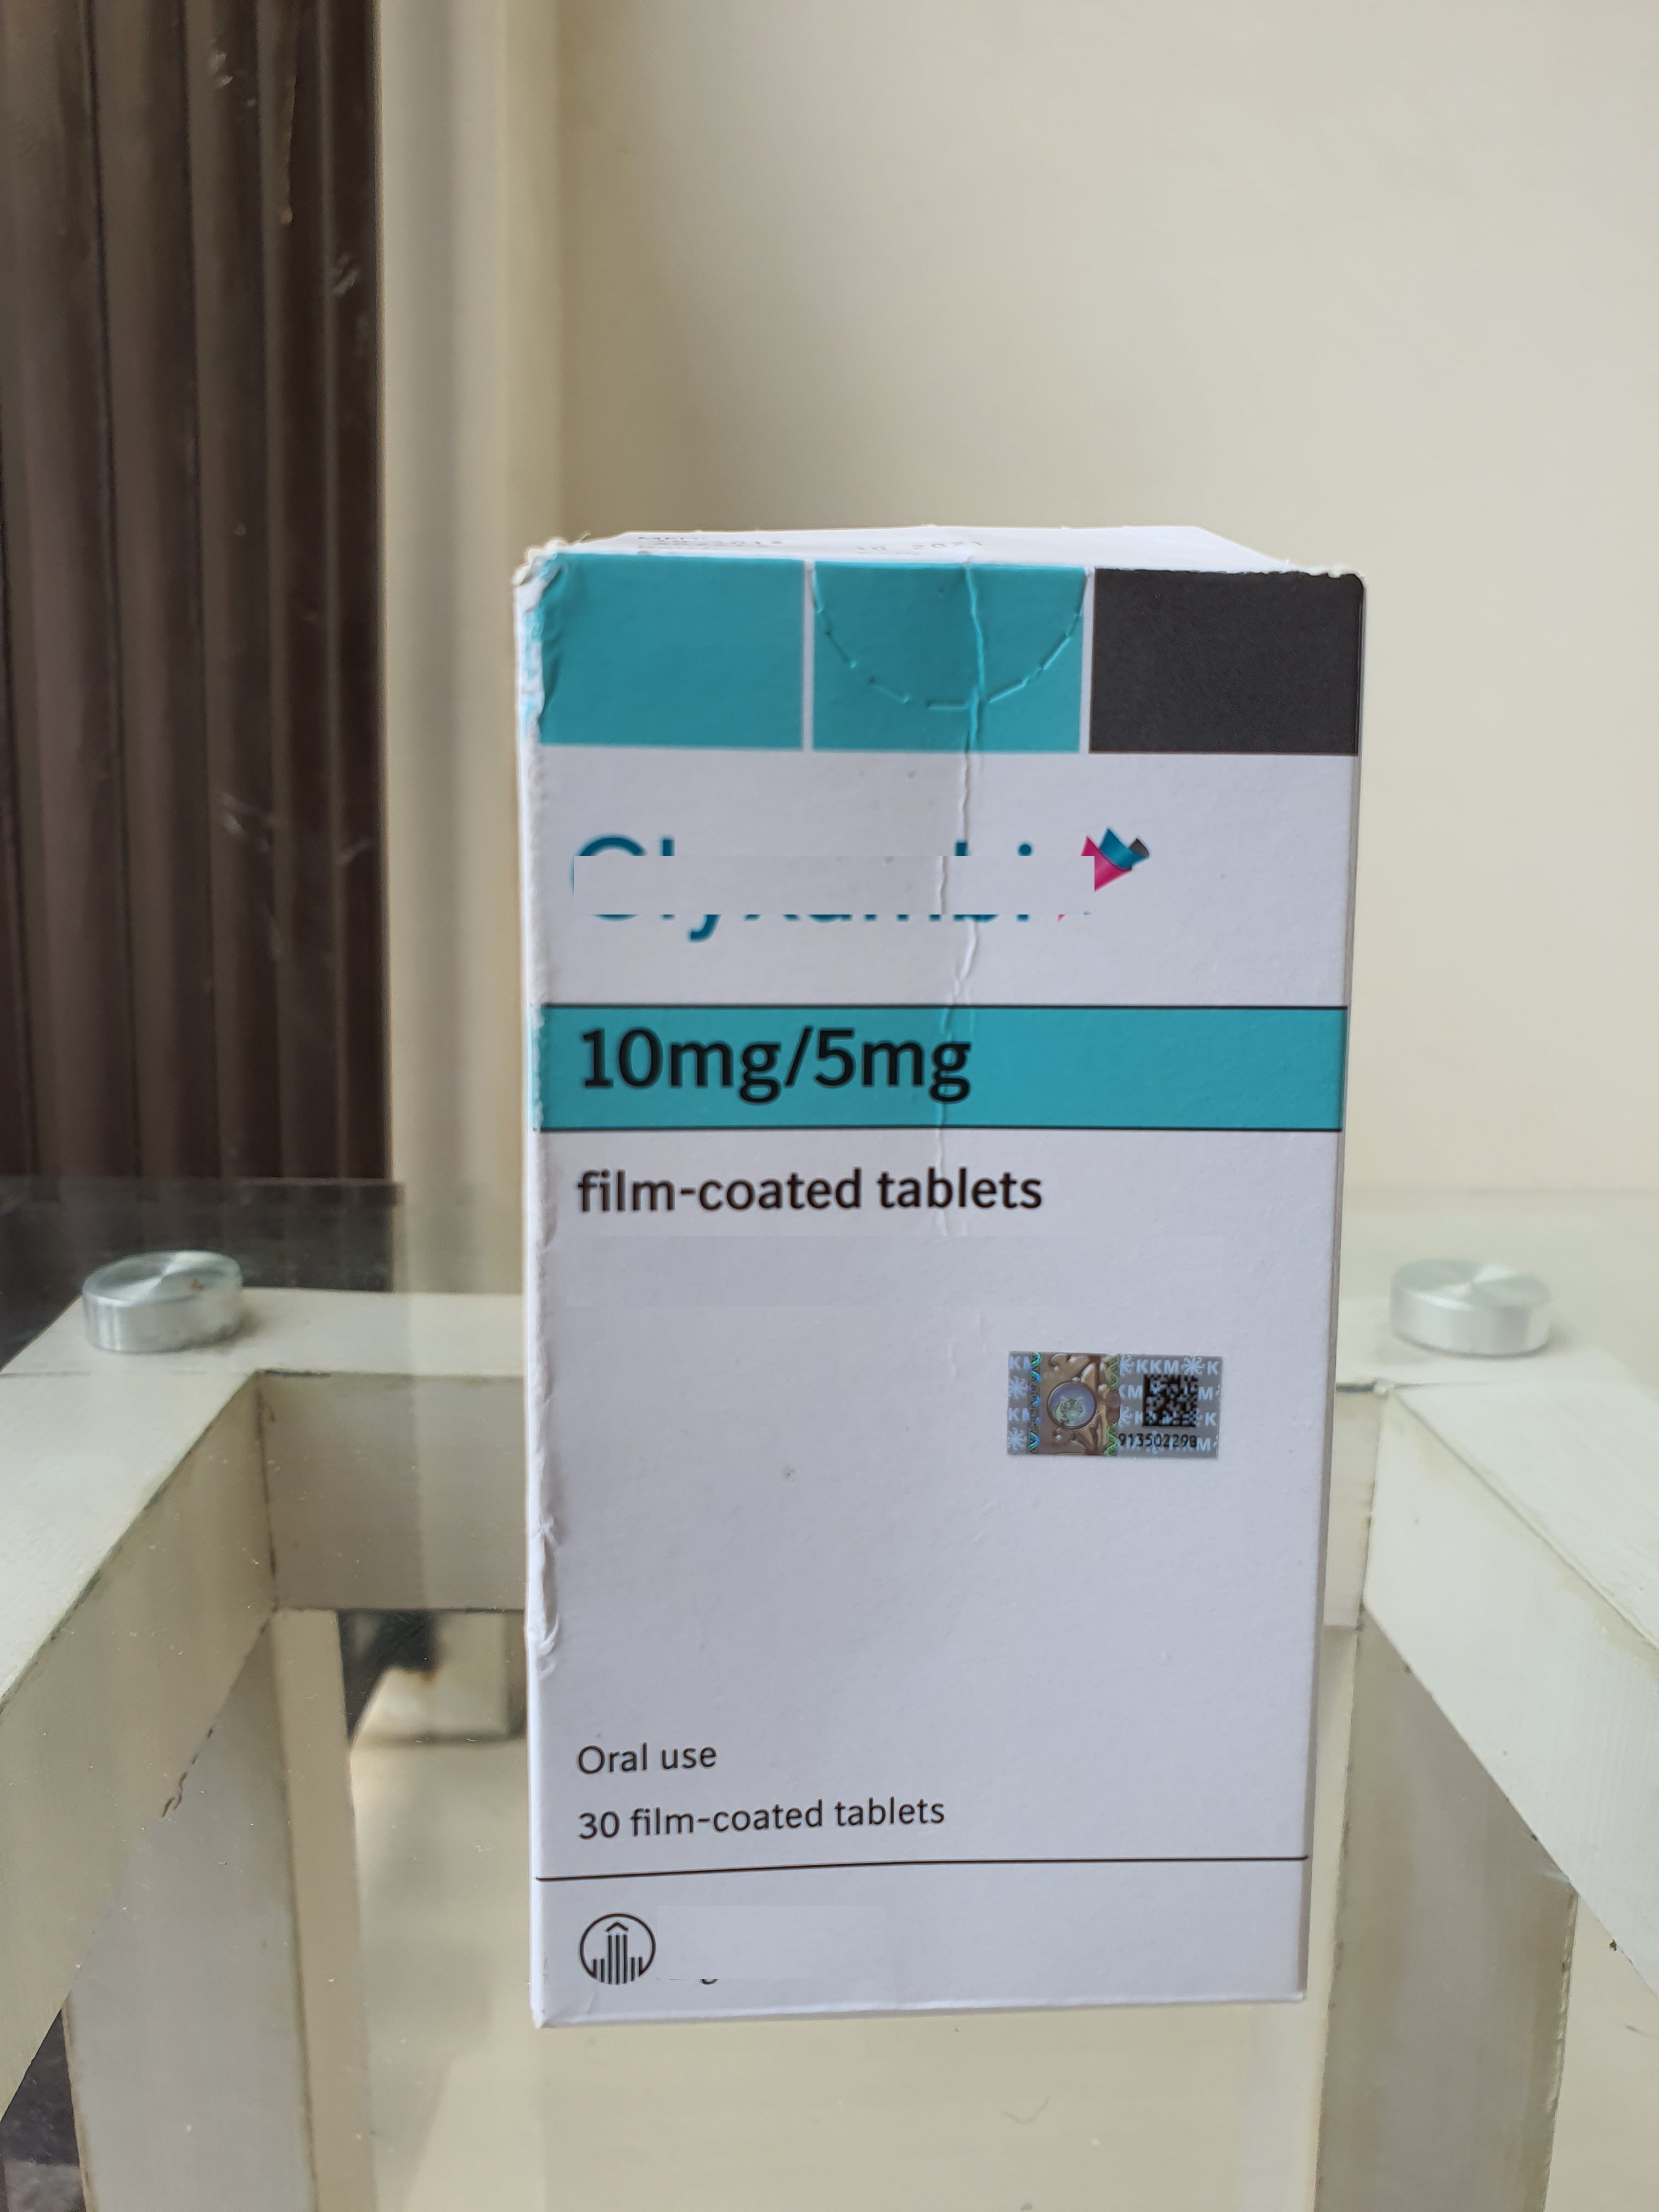 10mg/5mg
film-coated tablets
KKM
913502298
Oral use
30 film-coated tablets